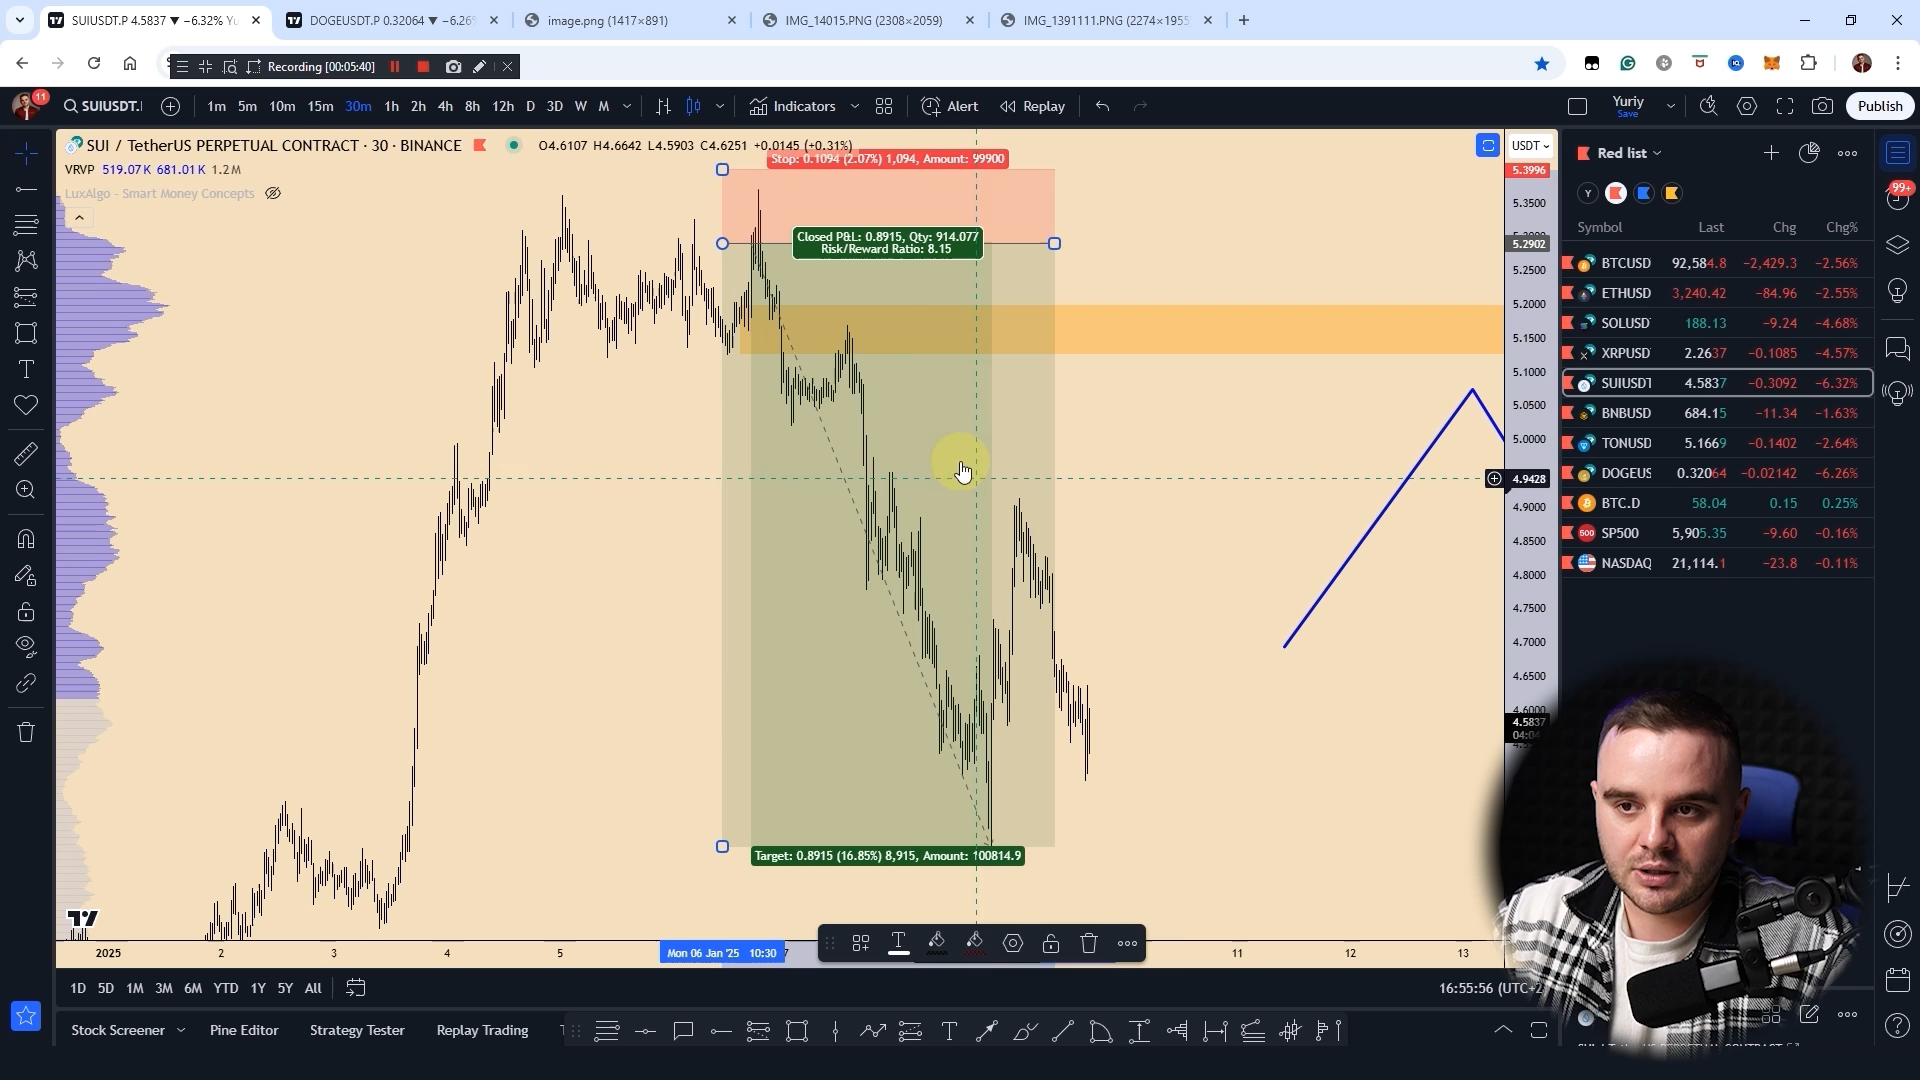 SUIUSDT.P 4.5837 ▼ −6.32% Yu
DOGEUSDT.P 0.32064 ▼ −6.26%
image.png (1417×891)
IMG_14015.PNG (2308×2059)
IMG_1391111.PNG (2274×1955
Recording [00:05:40]
11
SUIUSDT.
1m 5m 10m 15m 30m 1h 2h 4h 8h 12h D 3D W M
Indicators
Alert
Replay
Yuriy
Save
Publish
SUI / TetherUS PERPETUAL CONTRACT · 30 · BINANCE
O4.6107 H4.6642 L4.5903 C4.6251 +0.0145 (+0.31%)
VRVP 519.07K 681.01K 1.2M
LuxAlgo - Smart Money Concepts
Stop: 0.1094 (2.07%) 1,094, Amount: 99900
Closed P&L: 0.8915, Qty: 914.077
Risk/Reward Ratio: 8.15
Target: 0.8915 (16.85%) 8,915, Amount: 100814.9
USDT
5.3996
5.3500
5.2902
5.2500
5.2000
5.1500
5.1000
5.0500
5.0000
4.9428
4.9000
4.8500
4.8000
4.7500
4.7000
4.6500
4.6000
4.5837
04:04
Red list
99+
Y
Symbol Last Chg Chg%
BTCUSD 92,584.8 −2,429.3 −2.56%
ETHUSD 3,240.42 −84.96 −2.55%
SOLUSD 188.13 −9.24 −4.68%
XRPUSD 2.2637 −0.1085 −4.57%
SUIUSDT 4.5837 −0.3092 −6.32%
BNBUSD 684.15 −11.34 −1.63%
TONUSD 5.1669 −0.1402 −2.64%
DOGEUS 0.32064 −0.02142 −6.26%
BTC.D 58.04 0.15 0.25%
500 SP500 5,905.35 −9.60 −0.16%
NASDAQ 21,114.1 −23.8 −0.11%
2025 2 3 4 5 Mon 06 Jan '25 10:30 7 11 12 13
1D 5D 1M 3M 6M YTD 1Y 5Y All
16:55:56 (UTC+2
Stock Screener
Pine Editor
Strategy Tester
Replay Trading